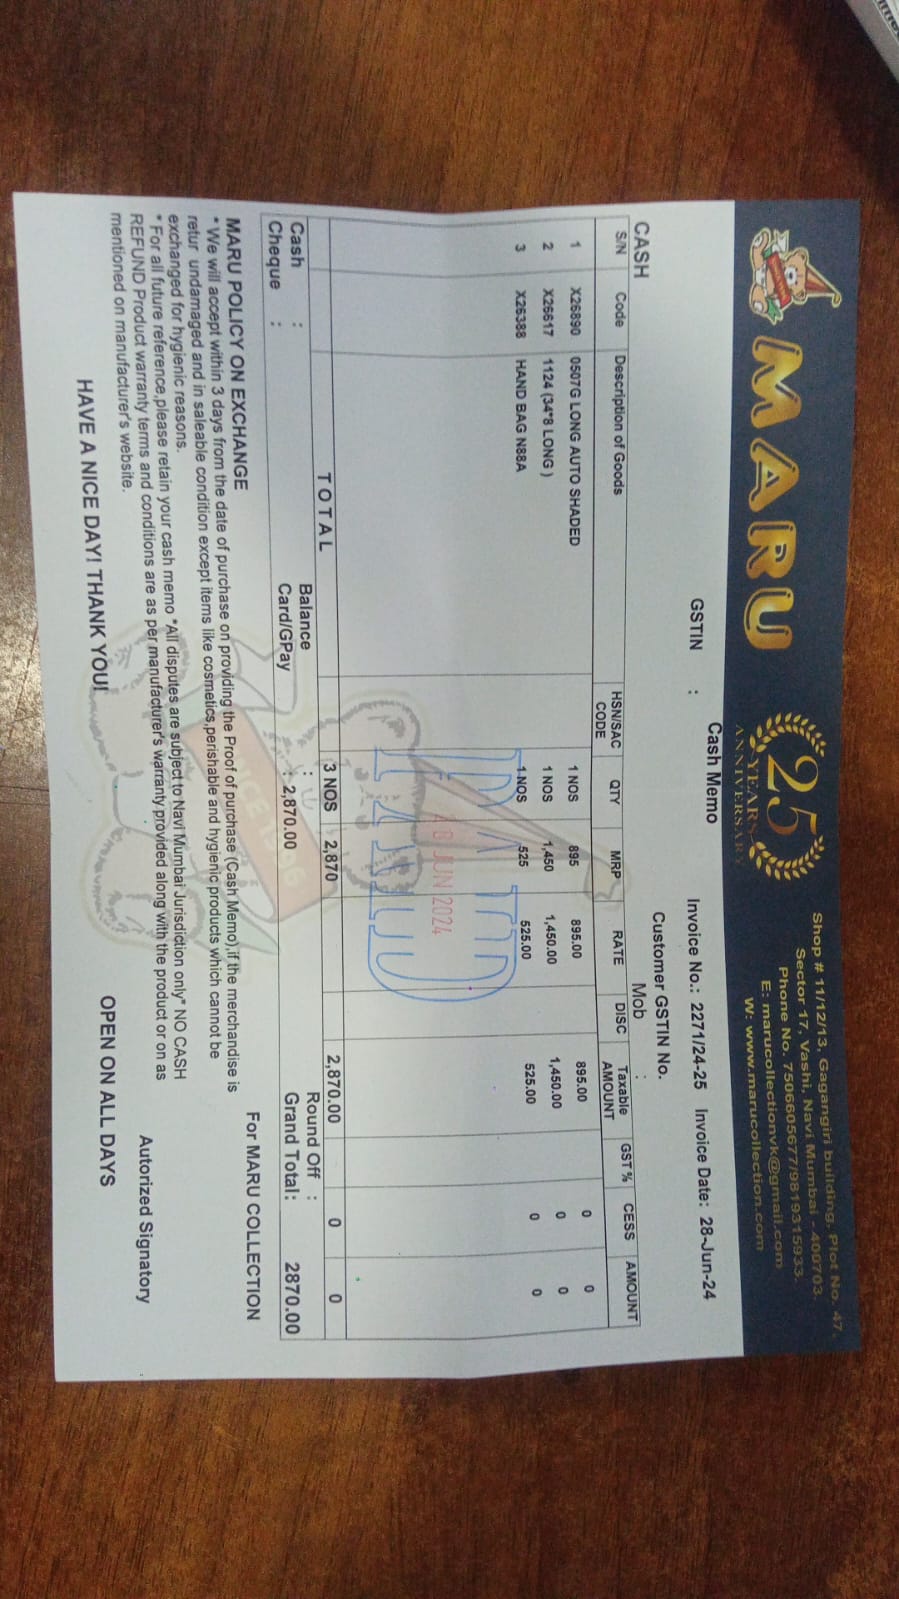 MARU
25
YEARS
ANNIVERSARY
Shop # 11/12/13, Gagangiri building, Plot No. 47,
Sector 17, Vashi, Navi Mumbai - 400703.
Phone No. 7506605677/9819315933.
E: marucollectionvk@gmail.com
W: www.marucollection.com
Cash Memo
GSTIN :
Invoice No.: 2271/24-25 Invoice Date: 28-Jun-24
Customer GSTIN No.
CASH Mob :
S/N Code Description of Goods HSN/SAC CODE QTY MRP RATE DISC Taxable AMOUNT GST % CESS AMOUNT
1 X26890 0507G LONG AUTO SHADED 1 NOS 895 895.00 895.00 0 0
2 X26617 1124 (34*8 LONG ) 1 NOS 1,450 1,450.00 1,450.00 0 0
3 X26388 HAND BAG N88A 1 NOS 525 525.00 525.00 0 0
JUN 2024
TOTAL 3 NOS 2,870 2,870.00 0 0
Cash : Balance : Round Off :
Cheque : Card/GPay : 2,870.00 Grand Total: 2870.00
MARU POLICY ON EXCHANGE
For MARU COLLECTION
* We will accept within 3 days from the date of purchase on providing the Proof of purchase (Cash Memo),if the merchandise is
retur undamaged and in saleable condition except items like cosmetics,perishable and hygienic products which cannot be
exchanged for hygienic reasons.
* For all future reference,please retain your cash memo *All disputes are subject to Navi Mumbai Jurisdiction only* NO CASH
REFUND Product warranty terms and conditions are as per manufacturer's warranty provided along with the product or on as
mentioned on manufacturer's website.
Autorized Signatory
HAVE A NICE DAY! THANK YOU! OPEN ON ALL DAYS